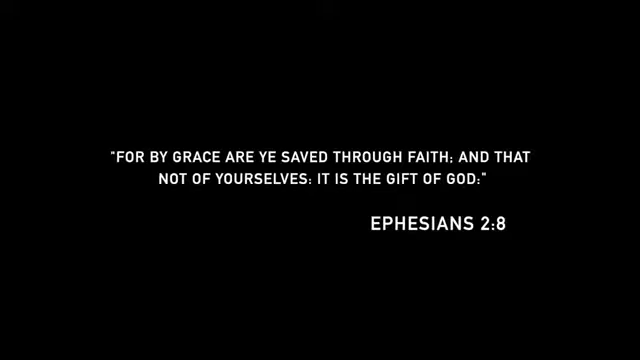 "FOR BY GRACE ARE YE SAVED THROUGH FAITH; AND THAT
NOT OF YOURSELVES: IT IS THE GIFT OF GOD:"
EPHESIANS 2:8